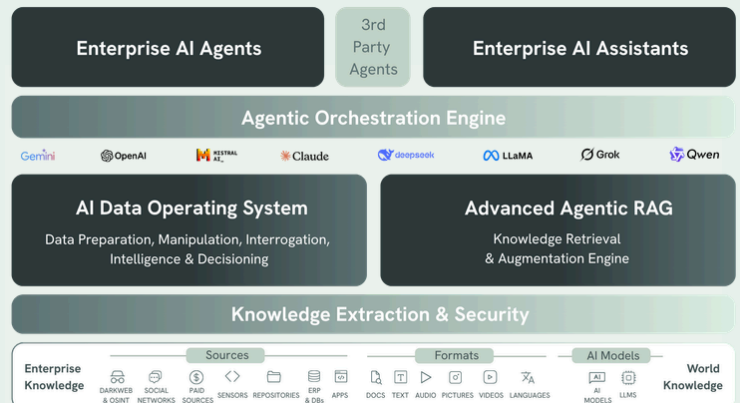 Enterprise AI Agents
3rd
Party
Agents
Enterprise AI Assistants
Agentic Orchestration Engine
Gemini
OpenAI
MISTRAL
AI_
Claude
deepseek
LLaMA
Grok
Qwen
AI Data Operating System
Data Preparation, Manipulation, Interrogation,
Intelligence & Decisioning
Advanced Agentic RAG
Knowledge Retrieval
& Augmentation Engine
Knowledge Extraction & Security
Enterprise
Knowledge
Sources
DARKWEB
& OSINT
SOCIAL
NETWORKS
PAID
SOURCES
SENSORS
REPOSITORIES
ERP
& DBs
APPS
Formats
DOCS
TEXT
AUDIO
PICTURES
VIDEOS
LANGUAGES
AI Models
AI
MODELS
LLMS
World
Knowledge